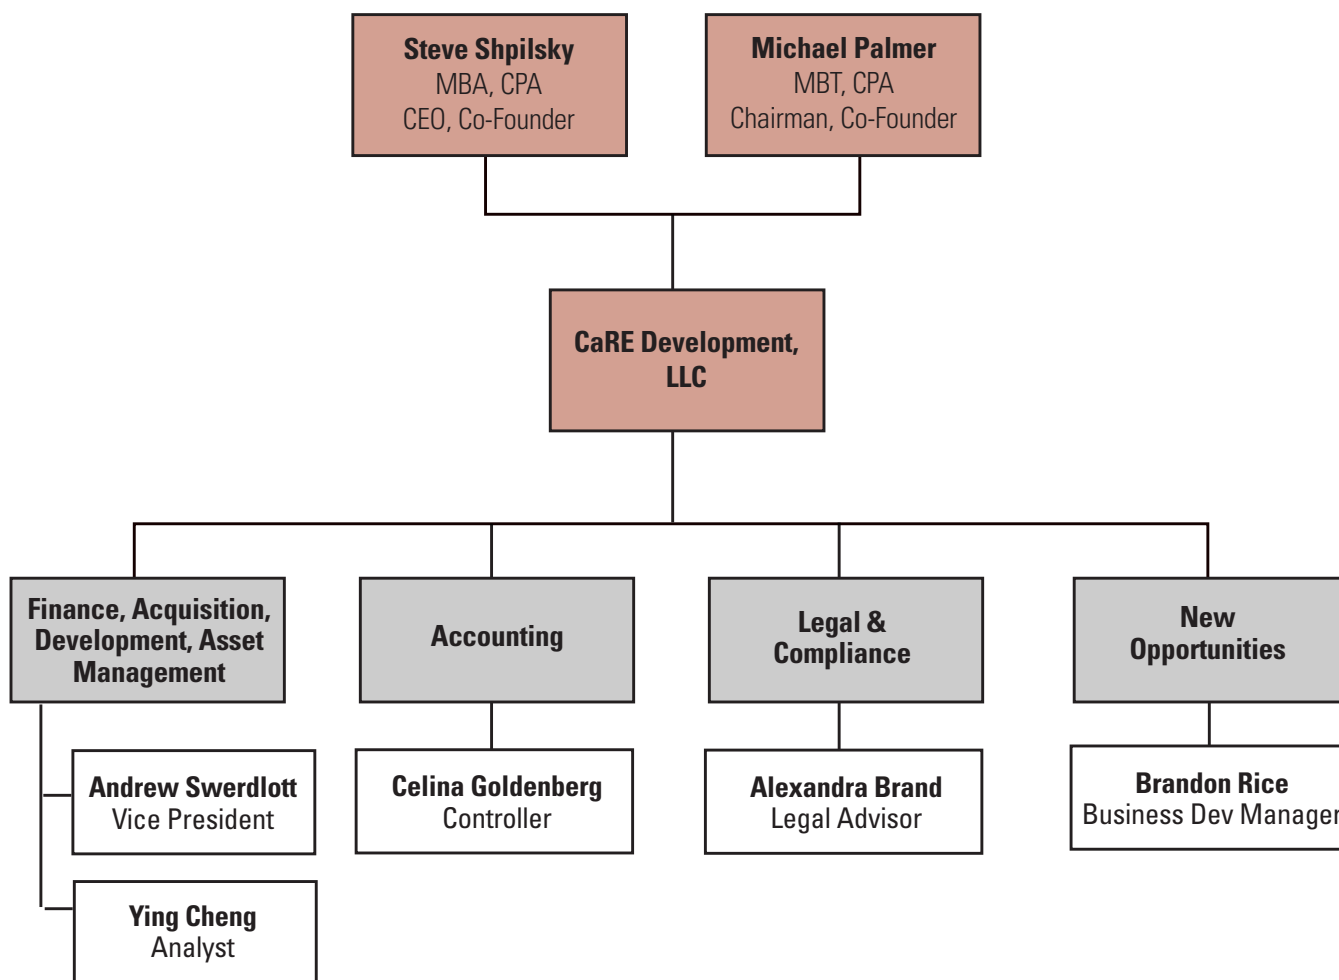 Steve Shpilsky
MBA, CPA
CEO, Co-Founder
Michael Palmer
MBT, CPA
Chairman, Co-Founder
CaRE Development,
LLC
Finance, Acquisition,
Development, Asset
Management
Accounting
Legal &
Compliance
New
Opportunities
Andrew Swerdlott
Vice President
Celina Goldenberg
Controller
Alexandra Brand
Legal Advisor
Brandon Rice
Business Dev Manager
Ying Cheng
Analyst